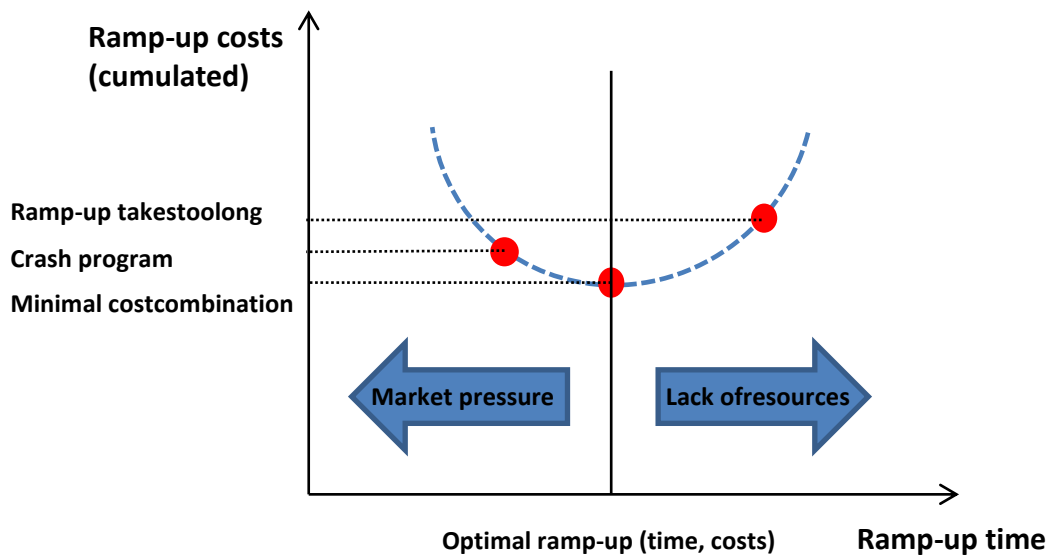 Ramp-up costs
(cumulated)
Ramp-up takestoolong
Crash program
Minimal costcombination
Market pressure
Lack ofresources
Optimal ramp-up (time, costs)
Ramp-up time